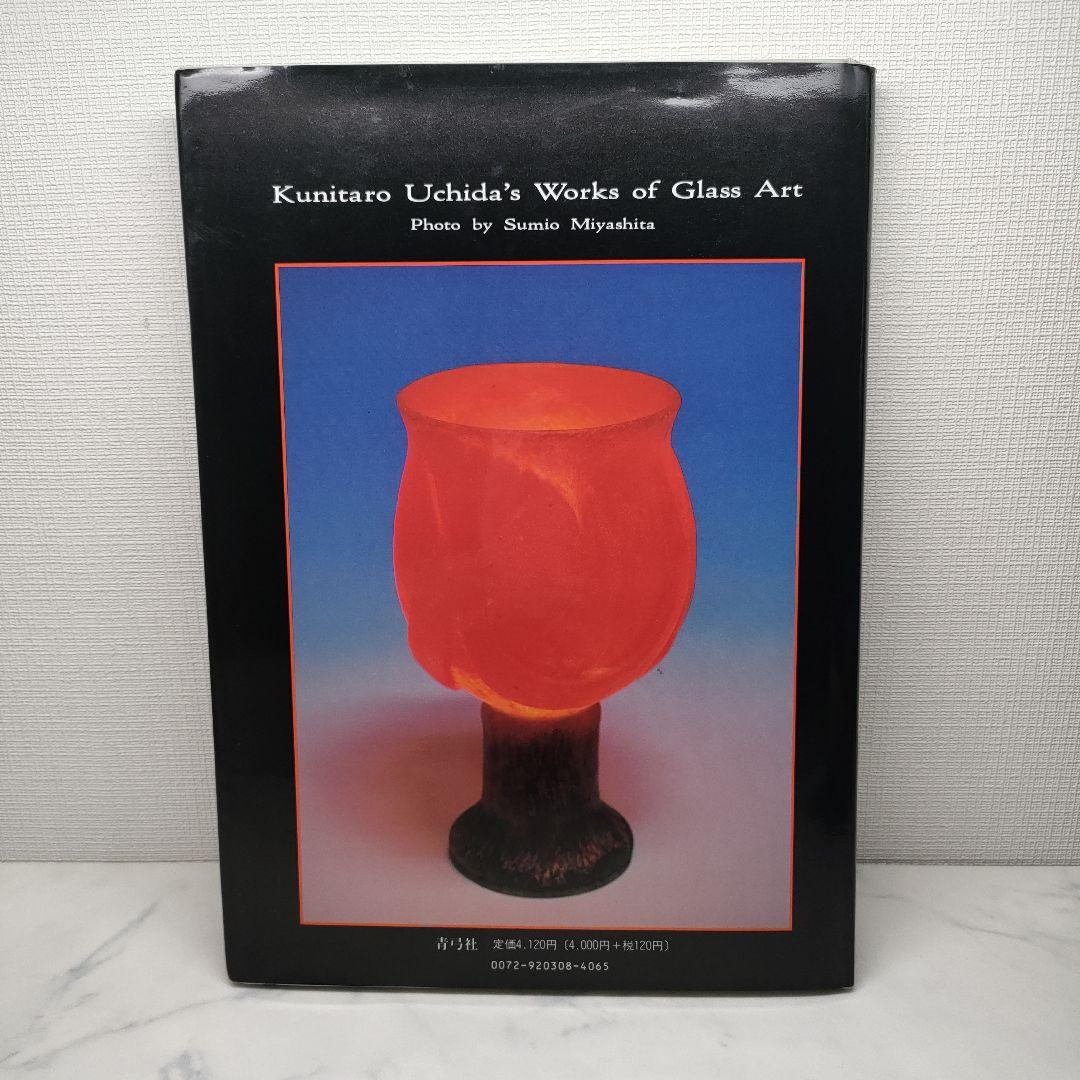 Kunitaro Uchida's Works of Glass Art
Photo by Sumio Miyashita
青弓社 定価4,120円〔4,000円+税120円〕
0072-920308-4065